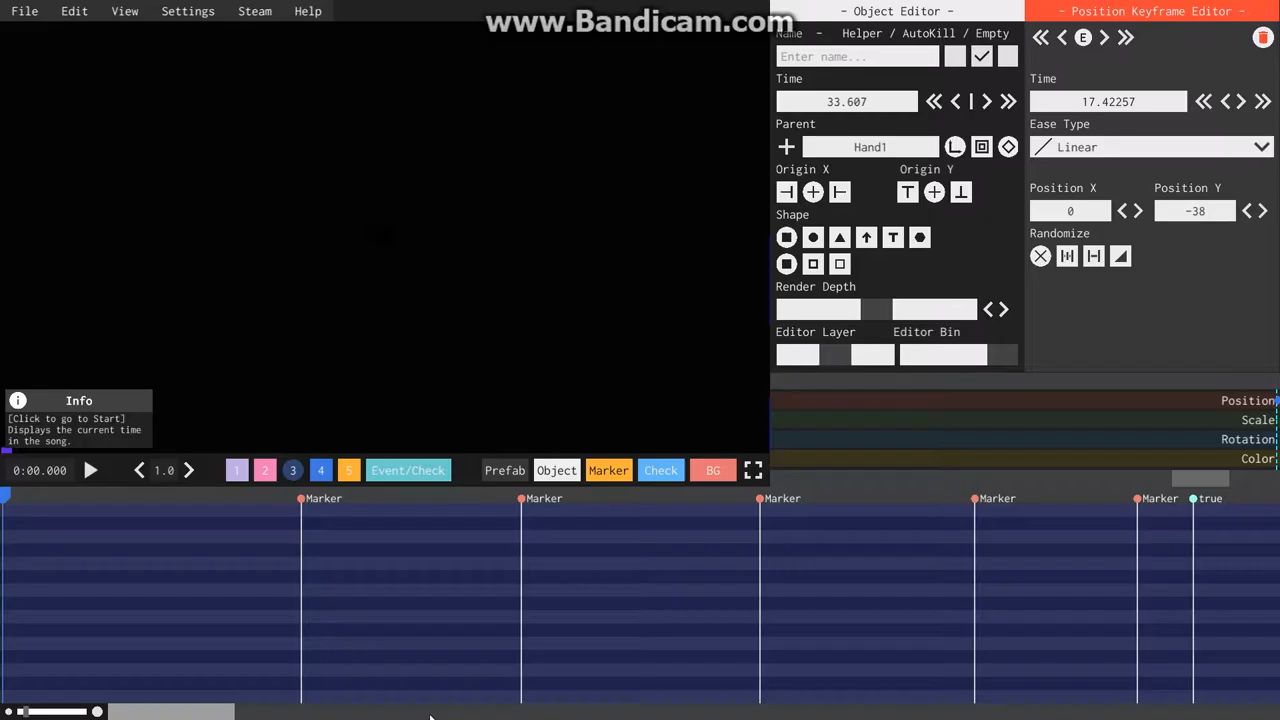 File Edit View Settings Steam Help
www.Bandicam.com
- Object Editor -
- Position Keyframe Editor -
Name - Helper / AutoKill / Empty
Enter name...
E
Time
33.607
Time
17.42257
Parent
Hand1
Ease Type
Linear
Origin X Origin Y
Position X Position Y
0 -38
Shape
Randomize
Render Depth
Editor Layer Editor Bin
Info
[Click to go to Start]
Displays the current time
in the song.
Position
Scale
Rotation
Color
0:00.000 1.0 1 2 3 4 5 Event/Check Prefab Object Marker Check BG
Marker Marker Marker Marker Marker true